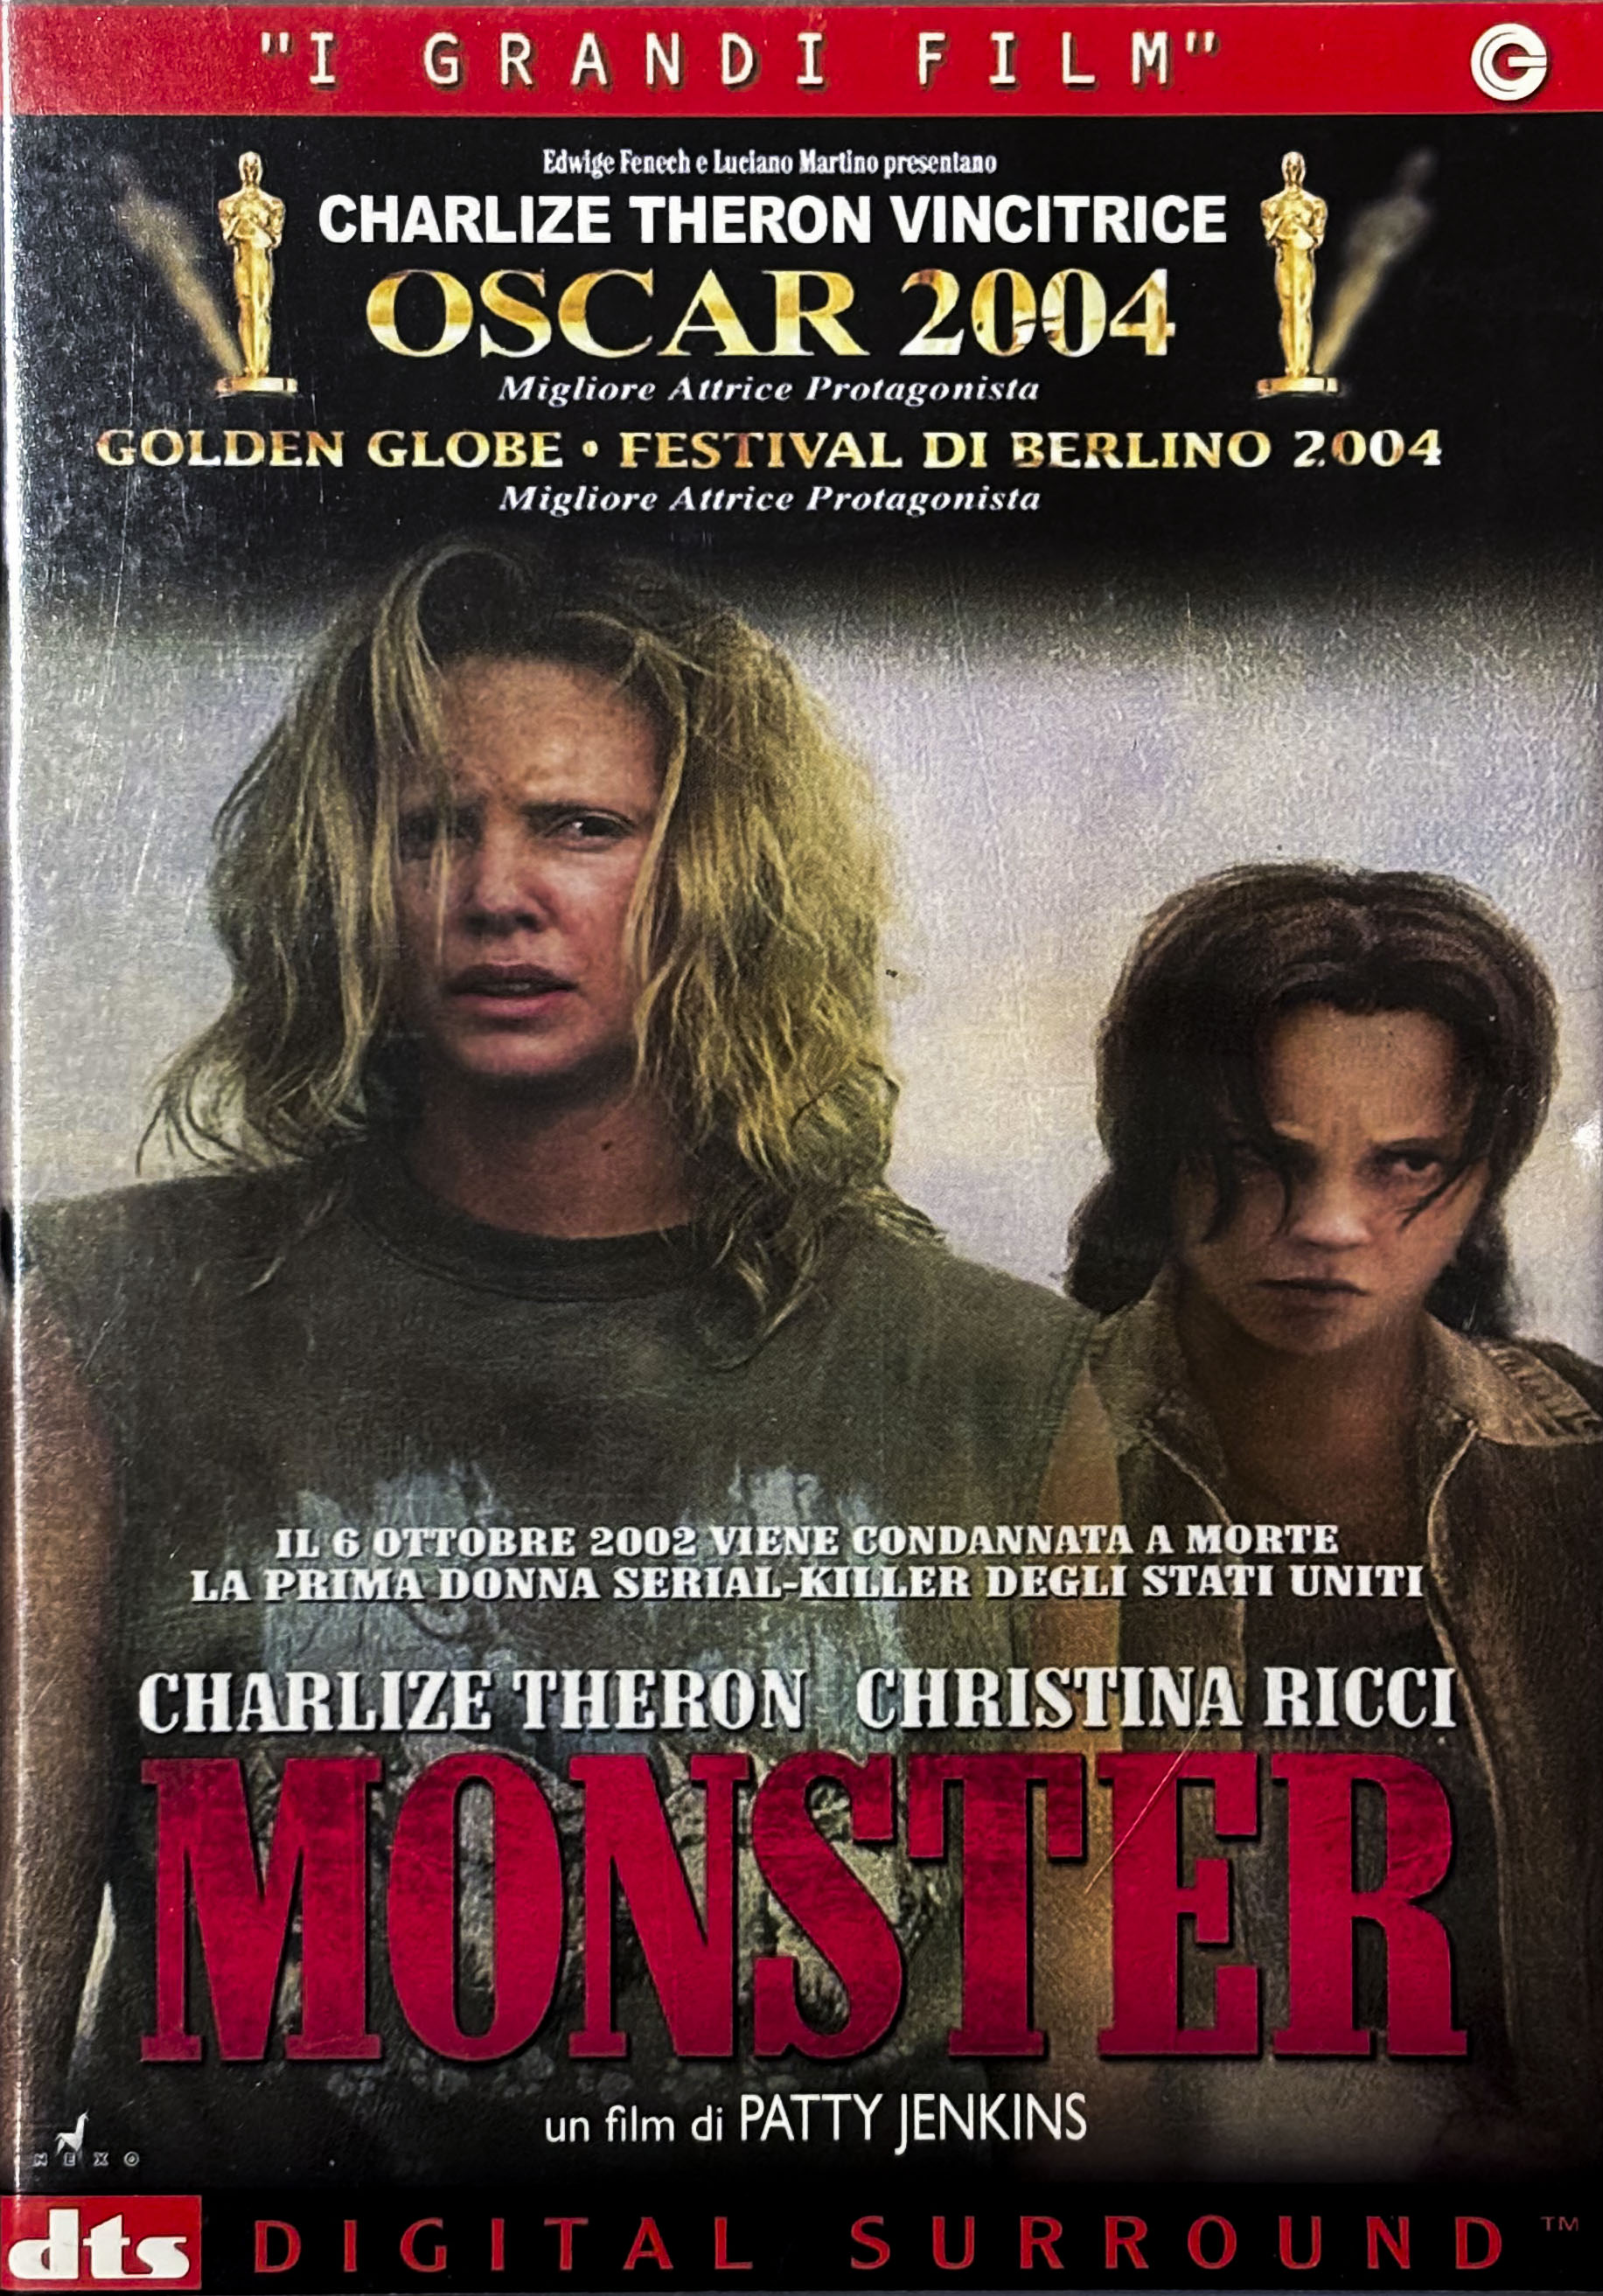 "I GRANDI FILM"
Edwige Fenech e Luciano Martino presentano
CHARLIZE THERON VINCITRICE
OSCAR 2004
Migliore Attrice Protagonista
GOLDEN GLOBE • FESTIVAL DI BERLINO 2004
Migliore Attrice Protagonista
IL 6 OTTOBRE 2002 VIENE CONDANNATA A MORTE
LA PRIMA DONNA SERIAL-KILLER DEGLI STATI UNITI
CHARLIZE THERON CHRISTINA RICCI
MONSTER
un film di PATTY JENKINS
NEXO
dts DIGITAL SURROUND™